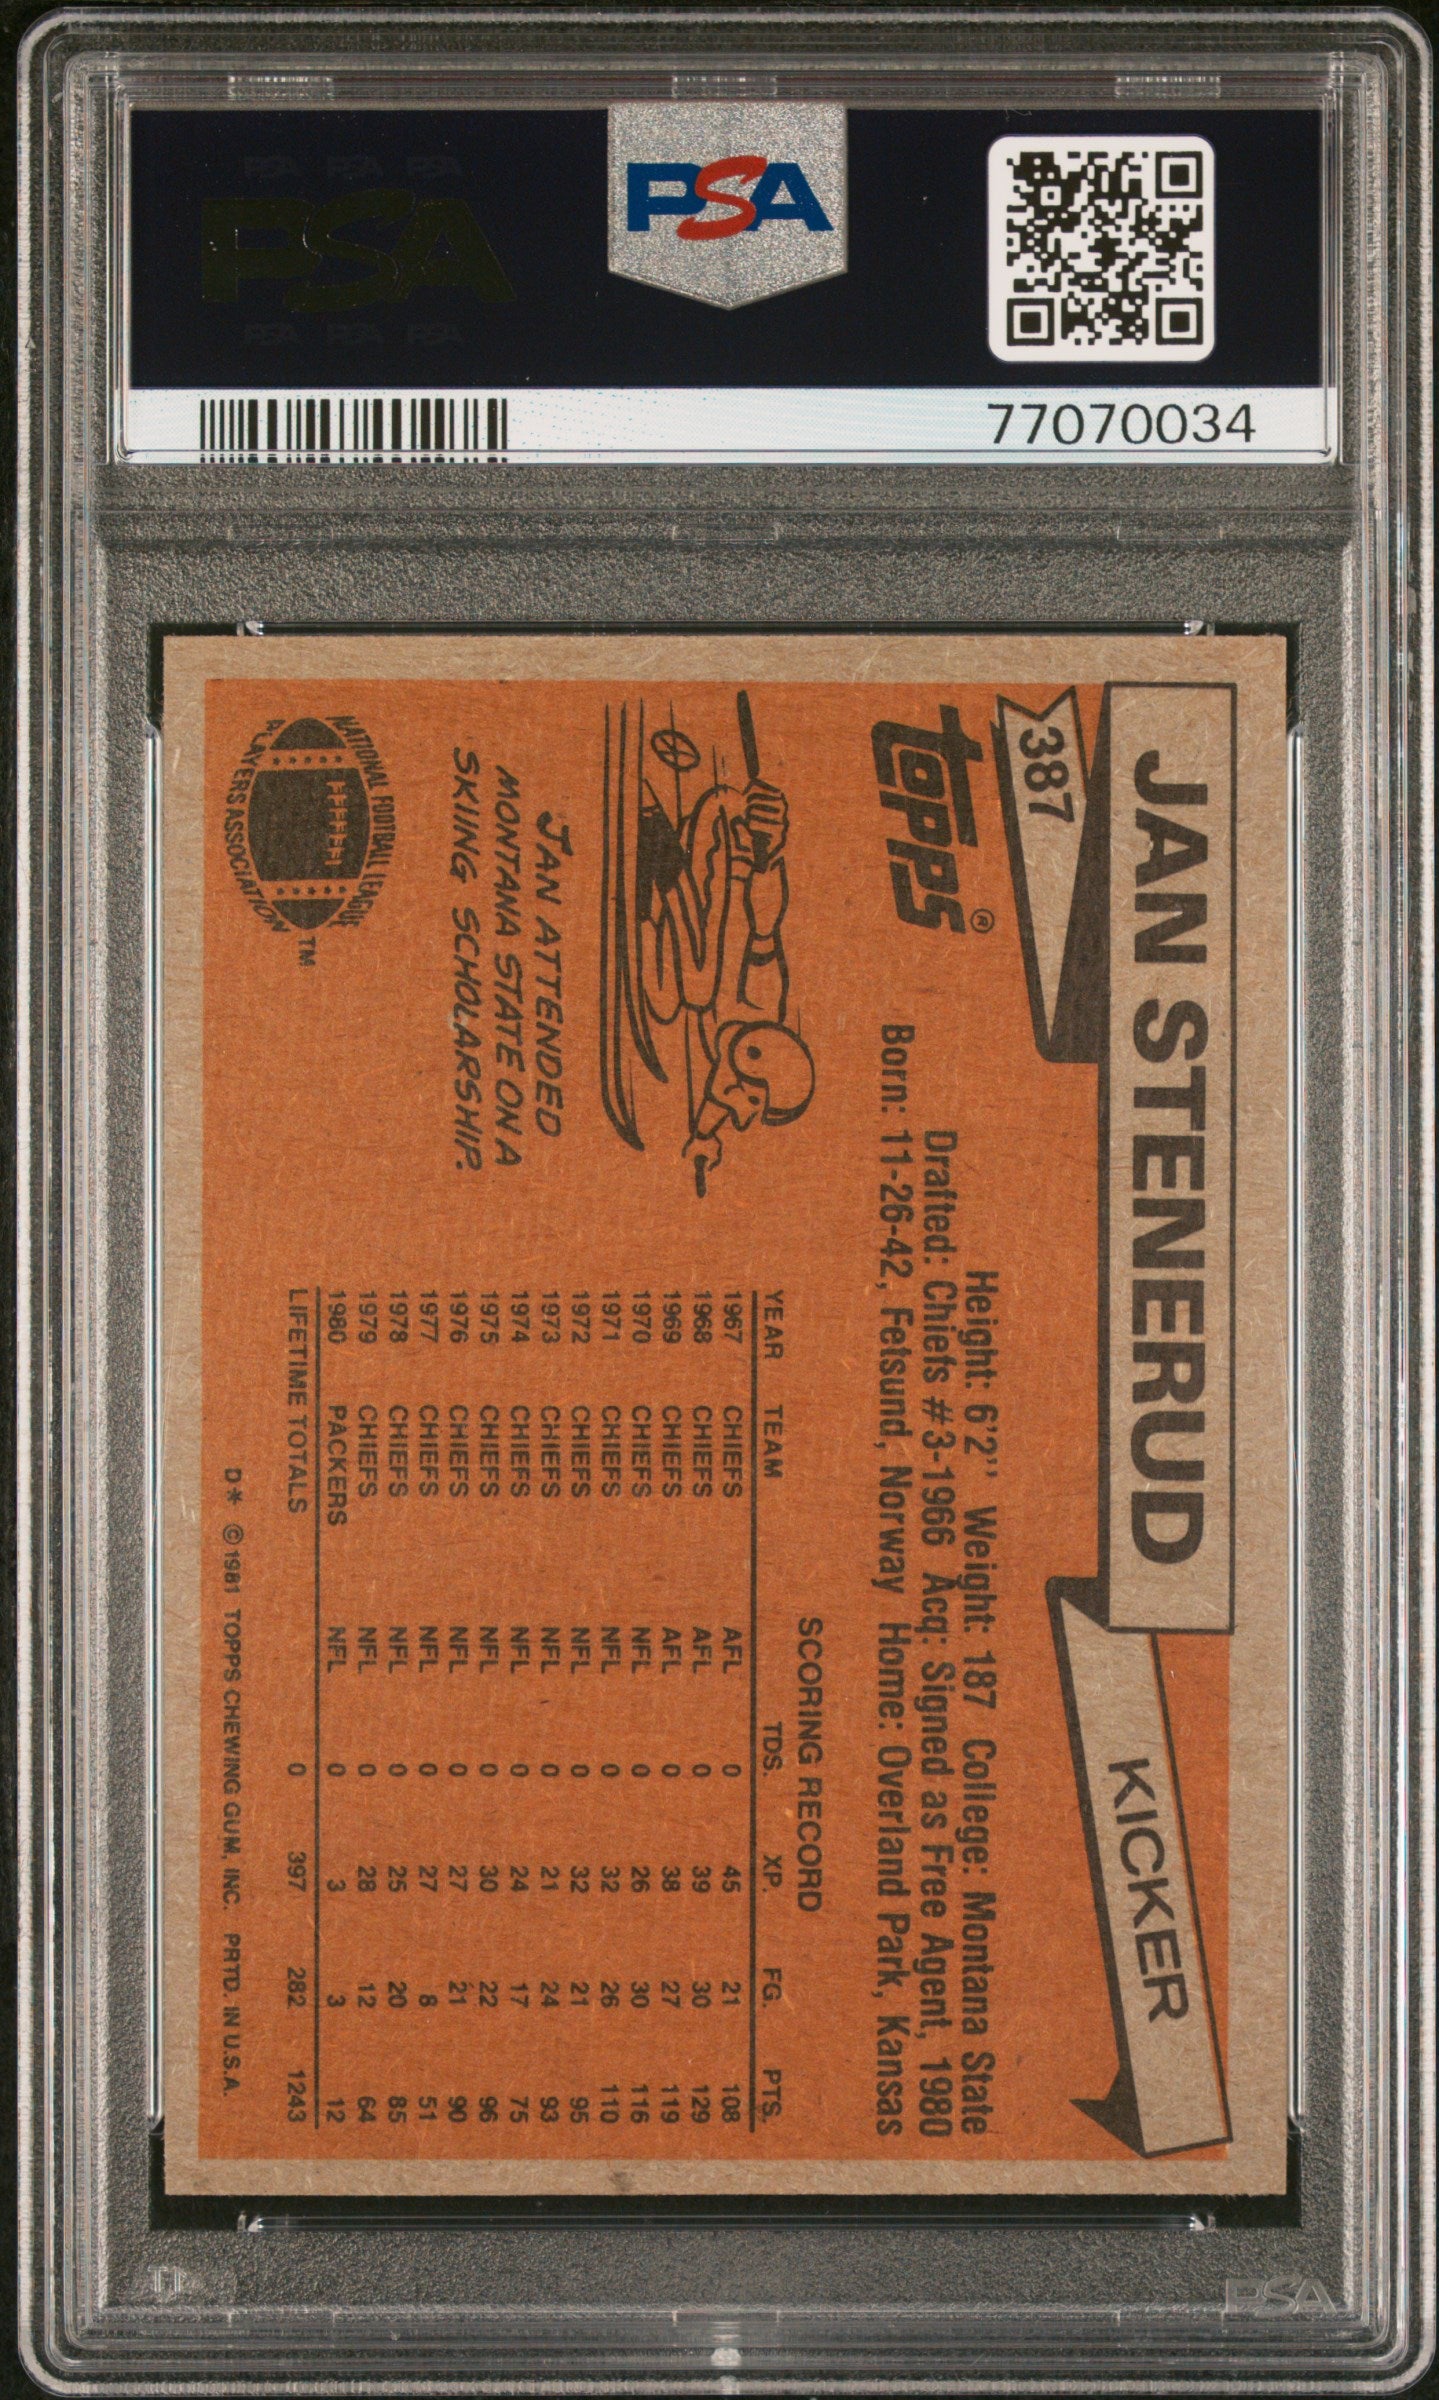 PSA PSA PSA
PSA
PSA PSA PSA
PSA
77070034
JAN STENERUD
KICKER
387
topps®
Height: 6'2" Weight: 187 College: Montana State
Drafted: Chiefs #3-1966 Acq: Signed as Free Agent, 1980
Born: 11-26-42, Fetsund, Norway Home: Overland Park, Kansas
JAN ATTENDED
MONTANA STATE ON A
SKIING SCHOLARSHIP.
NATIONAL FOOTBALL LEAGUE
PLAYERS ASSOCIATION
TM
SCORING RECORD
YEAR TEAM TDS. XP. FG. PTS.
1967 CHIEFS AFL 0 45 21 108
1968 CHIEFS AFL 0 39 30 129
1969 CHIEFS AFL 0 38 27 119
1970 CHIEFS NFL 0 26 30 116
1971 CHIEFS NFL 0 32 26 110
1972 CHIEFS NFL 0 32 21 95
1973 CHIEFS NFL 0 21 24 93
1974 CHIEFS NFL 0 24 17 75
1975 CHIEFS NFL 0 30 22 96
1976 CHIEFS NFL 0 27 21 90
1977 CHIEFS NFL 0 27 8 51
1978 CHIEFS NFL 0 25 20 85
1979 CHIEFS NFL 0 28 12 64
1980 PACKERS NFL 0 3 3 12
LIFETIME TOTALS 0 397 282 1243
D* © 1981 TOPPS CHEWING GUM, INC. PRTD. IN U.S.A.
PSA